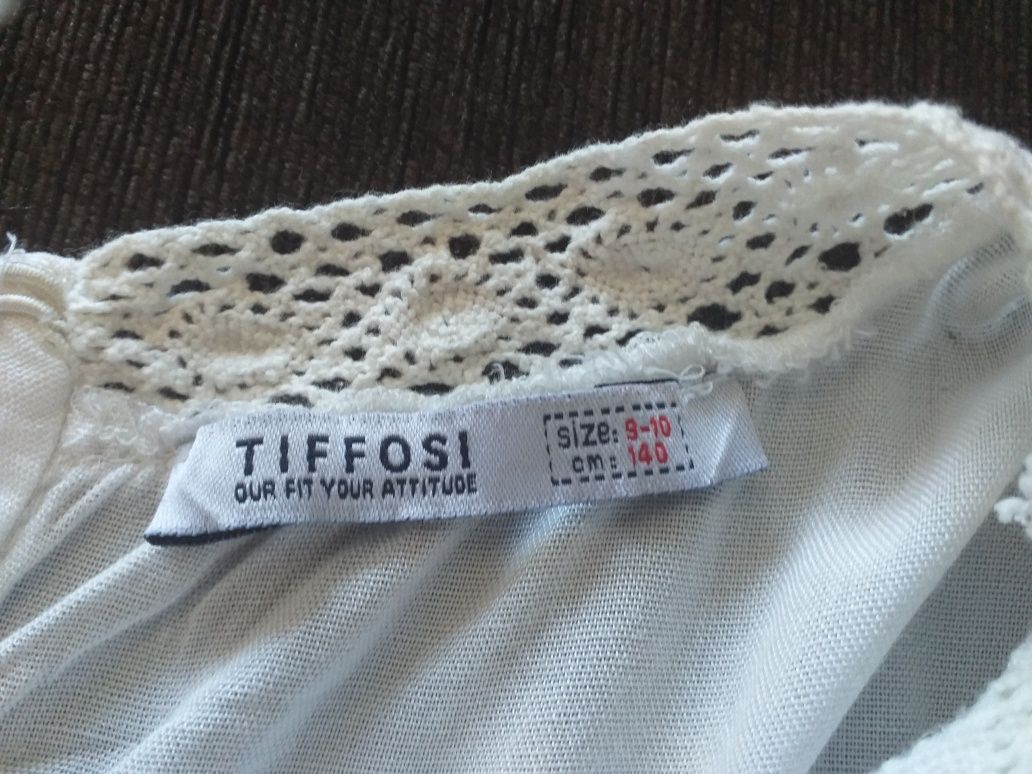 TIFFOSI
OUR FIT YOUR ATTITUDE
size: 9-10
cm: 140